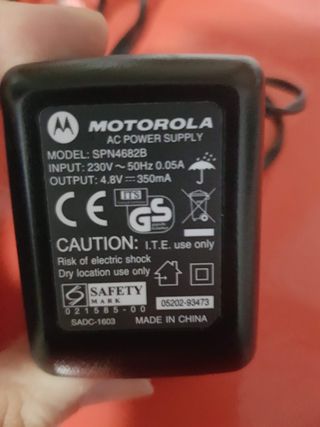 MOTOROLA
AC POWER SUPPLY
MODEL: SPN4682B
INPUT: 230V ~ 50Hz 0.05A
OUTPUT: 4.8V ⎓ 350mA
ITS
CE GS
CAUTION: I.T.E. use only
Risk of electric shock
Dry location use only
SAFETY
MARK
021585-00
05202-93473
SADC-1603 MADE IN CHINA